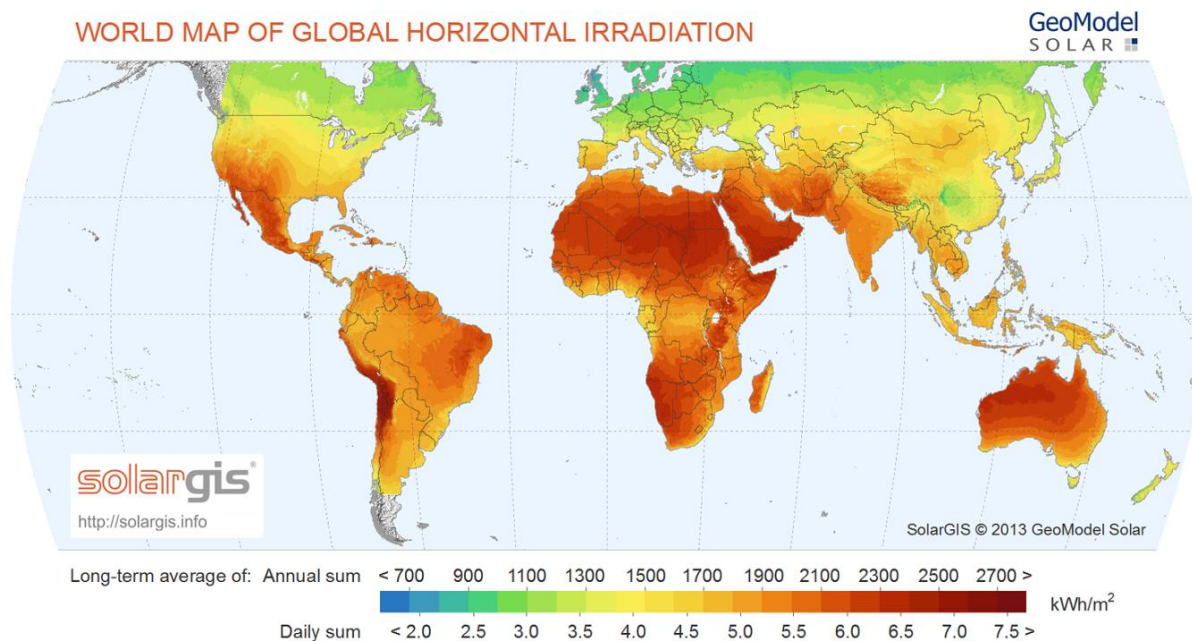 WORLD MAP OF GLOBAL HORIZONTAL IRRADIATION
GeoModel
SOLAR
solargis®
http://solargis.info
SolarGIS © 2013 GeoModel Solar
Long-term average of: Annual sum < 700 900 1100 1300 1500 1700 1900 2100 2300 2500 2700 >
kWh/m²
Daily sum < 2.0 2.5 3.0 3.5 4.0 4.5 5.0 5.5 6.0 6.5 7.0 7.5 >